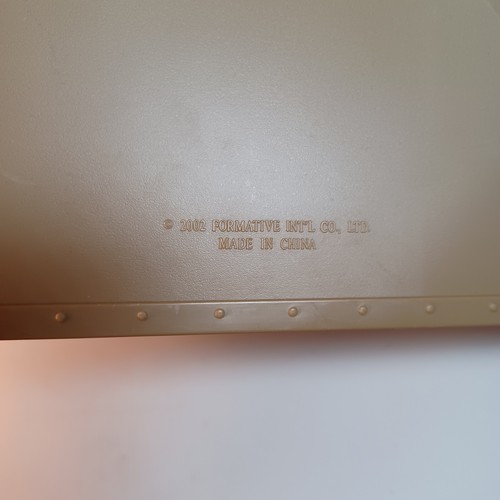 © 2002 FORMATIVE INT'L CO., LTD.
MADE IN CHINA